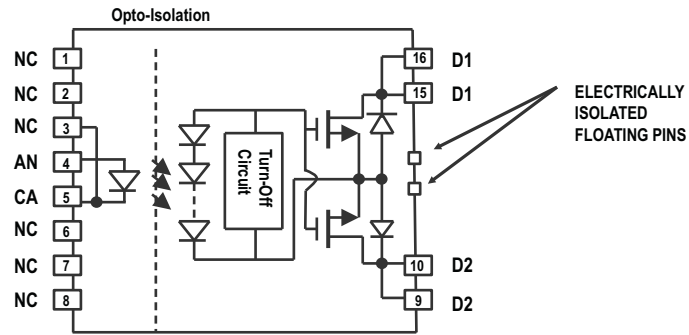 Opto-Isolation
NC 1
NC 2
NC 3
AN 4
CA 5
NC 6
NC 7
NC 8
Turn-Off
Circuit
16 D1
15 D1
10 D2
9 D2
ELECTRICALLY
ISOLATED
FLOATING PINS